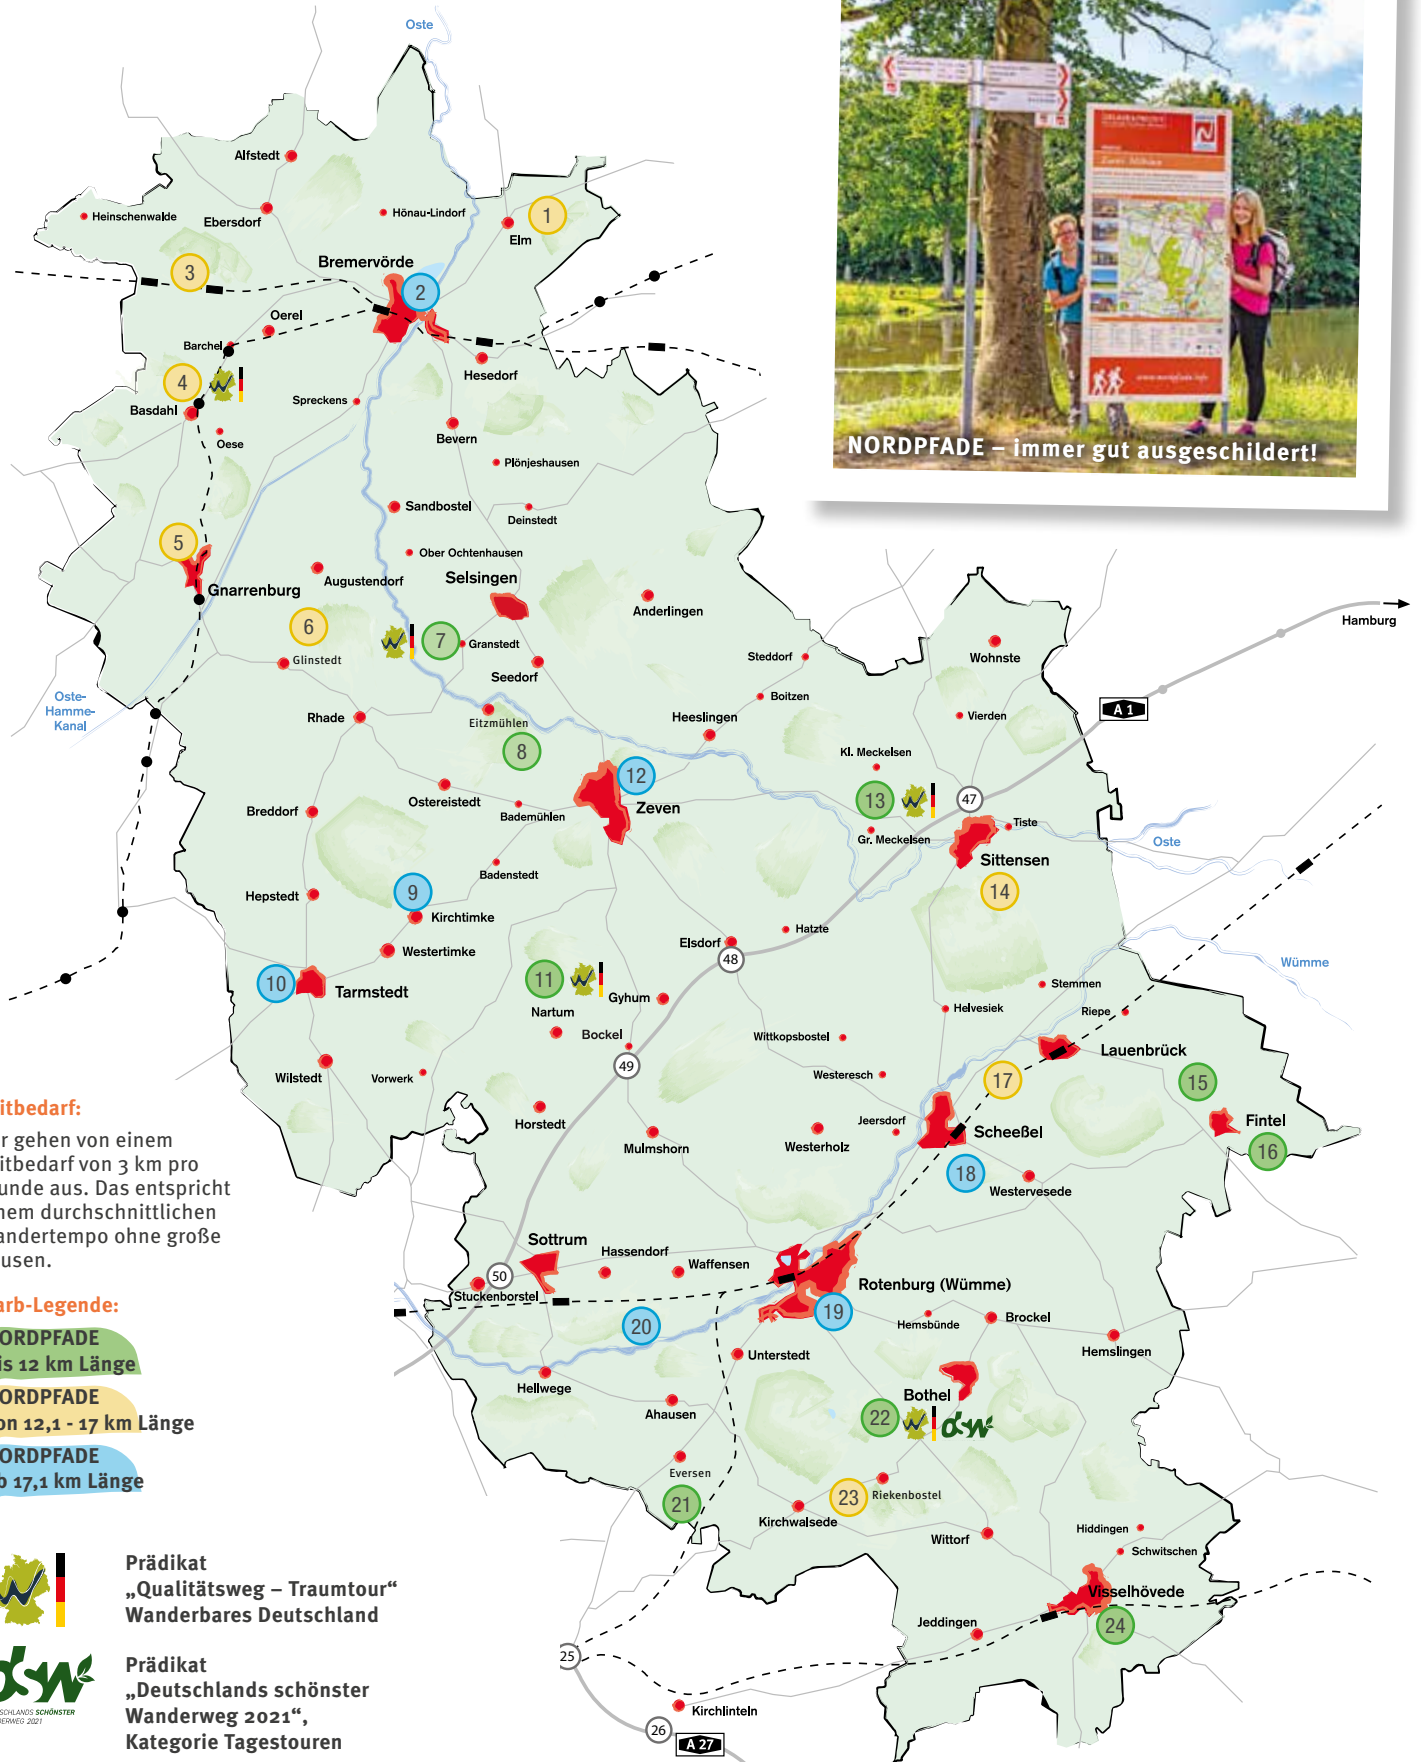 Oste
Alfstedt
Heinschenwalde
Ebersdorf
Hönau-Lindorf
1
Elm
3
Bremervörde
2
Oerel
Barchel
Hesedorf
4
Basdahl
Spreckens
Oese
Bevern
Plönjeshausen
Sandbostel
Deinstedt
5
Ober Ochtenhausen
Gnarrenburg
Augustendorf
Selsingen
Anderlingen
6
7
Granstedt
Glinstedt
Seedorf
Steddorf
Wohnste
Hamburg
Oste-
Hamme-
Kanal
Rhade
Eitzmühlen
Boitzen
Heeslingen
Vierden
A 1
8
Kl. Meckelsen
12
Zeven
13
47
Ostereistedt
Bademühlen
Breddorf
Gr. Meckelsen
Tiste
Oste
Sittensen
Badenstedt
14
Hepstedt
9
Kirchtimke
Hatzte
Westertimke
Elsdorf
48
Wümme
10
Tarmstedt
11
Nartum
Gyhum
Stemmen
Helvesiek
Riepe
Bockel
Wittkopsbostel
Lauenbrück
49
Wilstedt
Vorwerk
Westeresch
17
15
Horstedt
Jeersdorf
Fintel
Mulmshorn
Westerholz
Scheeßel
16
18
Westervesede
Sottrum
Hassendorf
Waffensen
50
Stuckenborstel
Rotenburg (Wümme)
20
19
Hemsbünde
Brockel
Hemslingen
Unterstedt
Hellwege
Bothel
Ahausen
22
dsw
Eversen
21
23
Riekenbostel
Kirchwalsede
Wittorf
Hiddingen
Schwitschen
Visselhövede
Jeddingen
24
25
Kirchlinteln
26
A 27
NORDPFADE – immer gut ausgeschildert!
itbedarf:
r gehen von einem
itbedarf von 3 km pro
unde aus. Das entspricht
nem durchschnittlichen
andertempo ohne große
usen.
arb-Legende:
ORDPFADE
is 12 km Länge
ORDPFADE
on 12,1 - 17 km Länge
ORDPFADE
b 17,1 km Länge
Prädikat
„Qualitätsweg – Traumtour“
Wanderbares Deutschland
dsw
SCHLANDS SCHÖNSTER
DERWEG 2021
Prädikat
„Deutschlands schönster
Wanderweg 2021“,
Kategorie Tagestouren